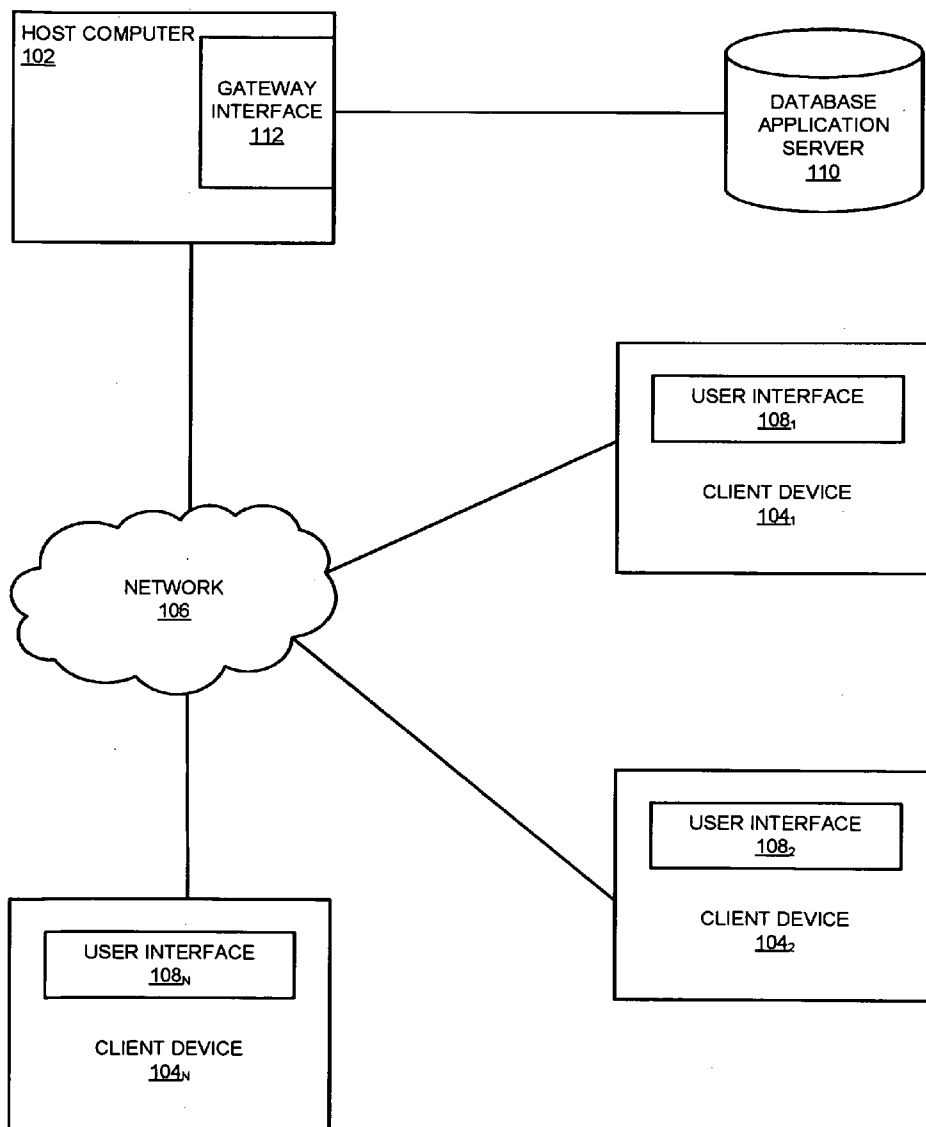 HOST COMPUTER
102
GATEWAY
INTERFACE
112
DATABASE
APPLICATION
SERVER
110
USER INTERFACE
108₁
CLIENT DEVICE
104₁
NETWORK
106
USER INTERFACE
108₂
CLIENT DEVICE
104₂
USER INTERFACE
108ₙ
CLIENT DEVICE
104ₙ